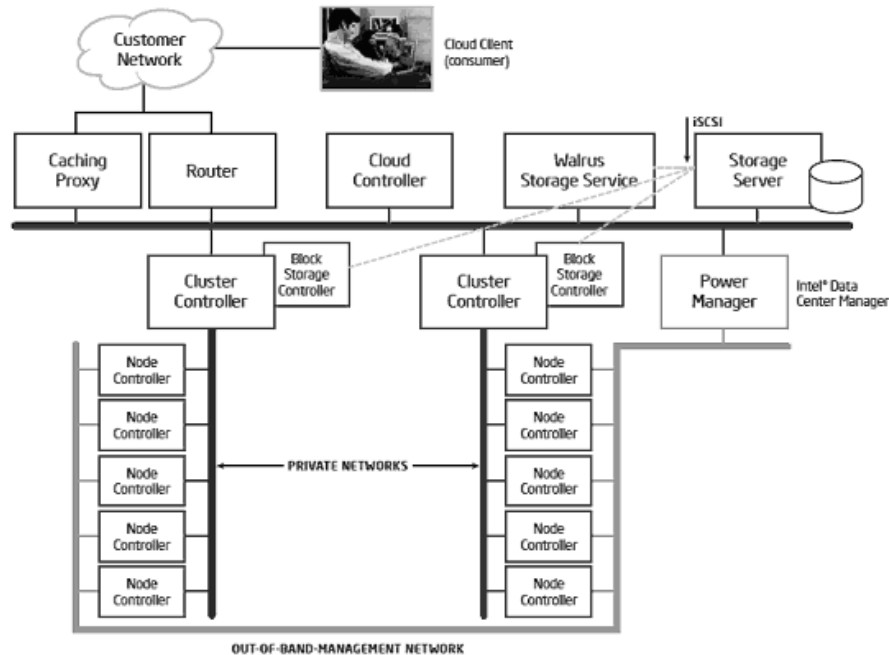 Customer
Network
Cloud Client
(consumer)
iSCSI
Caching
Proxy
Router
Cloud
Controller
Walrus
Storage Service
Storage
Server
Cluster
Controller
Block
Storage
Controller
Cluster
Controller
Block
Storage
Controller
Power
Manager
Intel® Data
Center Manager
Node
Controller
Node
Controller
Node
Controller
Node
Controller
Node
Controller
PRIVATE NETWORKS
Node
Controller
Node
Controller
Node
Controller
Node
Controller
Node
Controller
OUT-OF-BAND-MANAGEMENT NETWORK